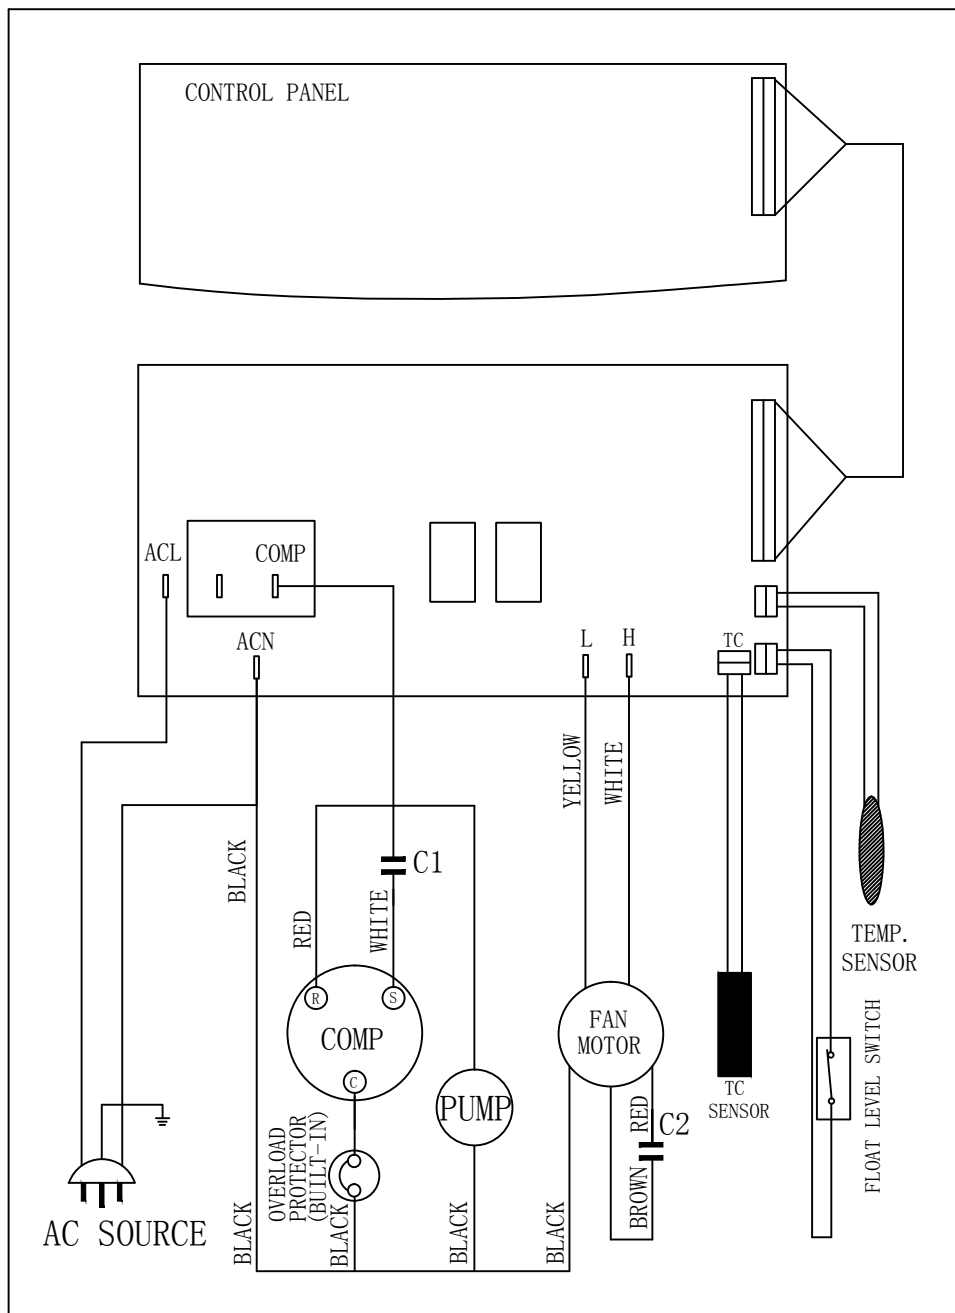 CONTROL PANEL
ACL
COMP
ACN
L
H
TC
YELLOW
WHITE
BLACK
C1
RED
WHITE
TEMP.
SENSOR
R
S
COMP
C
FAN
MOTOR
PUMP
TC
SENSOR
FLOAT LEVEL SWITCH
RED
C2
BROWN
OVERLOAD
PROTECTOR
(BUILT-IN)
AC SOURCE
BLACK
BLACK
BLACK
BLACK